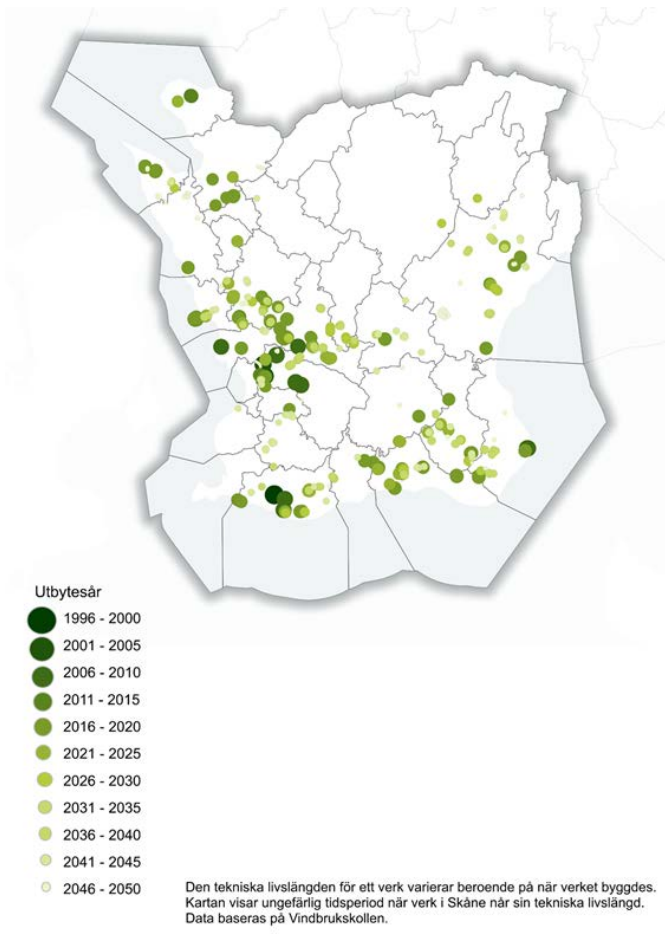 Utbytesår
1996 - 2000
2001 - 2005
2006 - 2010
2011 - 2015
2016 - 2020
2021 - 2025
2026 - 2030
2031 - 2035
2036 - 2040
2041 - 2045
2046 - 2050
Den tekniska livslängden för ett verk varierar beroende på när verket byggdes.
Kartan visar ungefärlig tidsperiod när verk i Skåne når sin tekniska livslängd.
Data baseras på Vindbrukskollen.